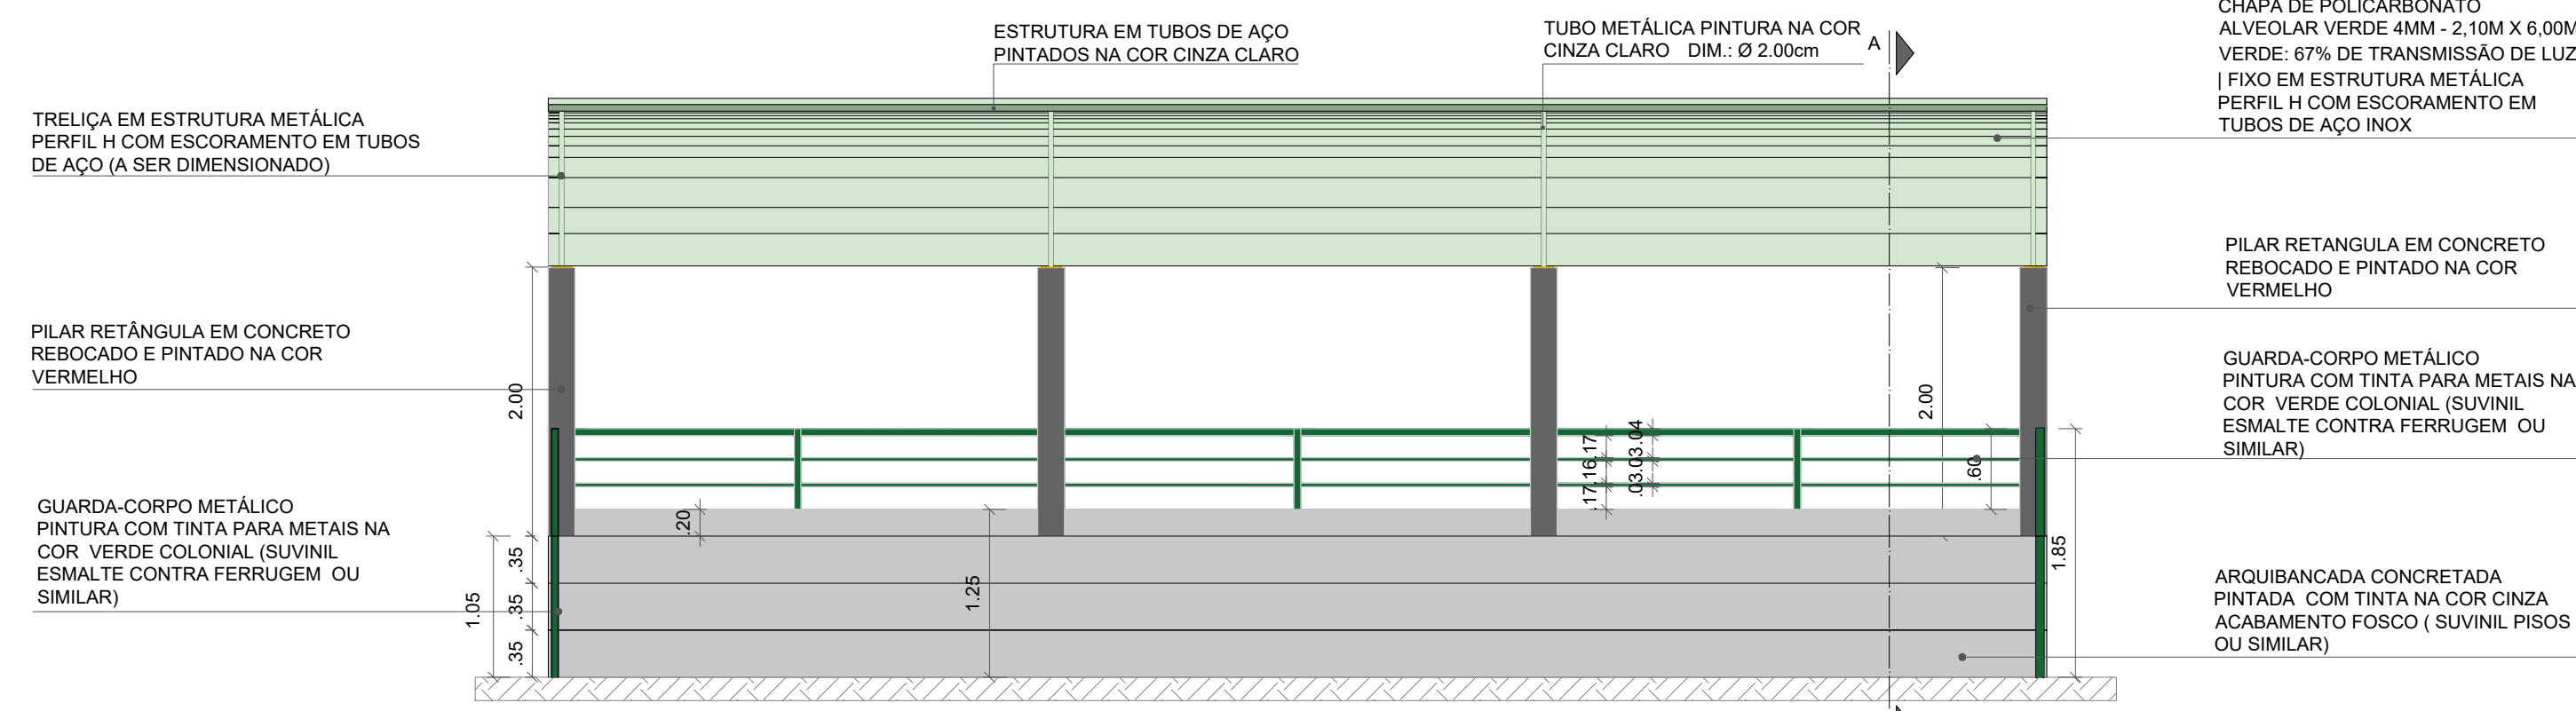 ESTRUTURA EM TUBOS DE AÇO
PINTADOS NA COR CINZA CLARO
TUBO METÁLICA PINTURA NA COR
CINZA CLARO DIM.: Ø 2.00cm
A
CHAPA DE POLICARBONATO
ALVEOLAR VERDE 4MM - 2,10M X 6,00M
VERDE: 67% DE TRANSMISSÃO DE LUZ
| FIXO EM ESTRUTURA METÁLICA
PERFIL H COM ESCORAMENTO EM
TUBOS DE AÇO INOX
TRELIÇA EM ESTRUTURA METÁLICA
PERFIL H COM ESCORAMENTO EM TUBOS
DE AÇO (A SER DIMENSIONADO)
PILAR RETANGULA EM CONCRETO
REBOCADO E PINTADO NA COR
VERMELHO
PILAR RETÂNGULA EM CONCRETO
REBOCADO E PINTADO NA COR
VERMELHO
GUARDA-CORPO METÁLICO
PINTURA COM TINTA PARA METAIS NA
COR VERDE COLONIAL (SUVINIL
ESMALTE CONTRA FERRUGEM OU
SIMILAR)
GUARDA-CORPO METÁLICO
PINTURA COM TINTA PARA METAIS NA
COR VERDE COLONIAL (SUVINIL
ESMALTE CONTRA FERRUGEM OU
SIMILAR)
ARQUIBANCADA CONCRETADA
PINTADA COM TINTA NA COR CINZA
ACABAMENTO FOSCO ( SUVINIL PISOS
OU SIMILAR)
2.00
.35
.35
.35
1.05
.20
1.25
.17.16.17
.03.03.04
2.00
.60
1.85